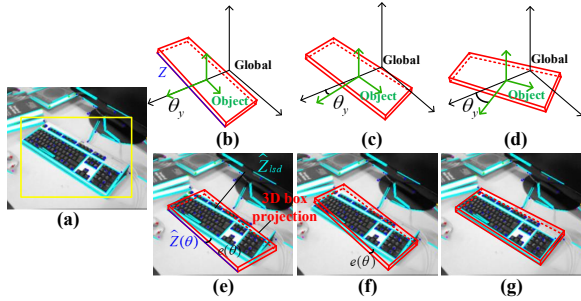 Z
Global
Object
θy
(b)
Global
Object
θy
(c)
Global
Object
θy
(d)
(a)
Ẑlsd
3D box
projection
Ẑ(θ)
e(θ)
(e)
e(θ)
(f)
(g)